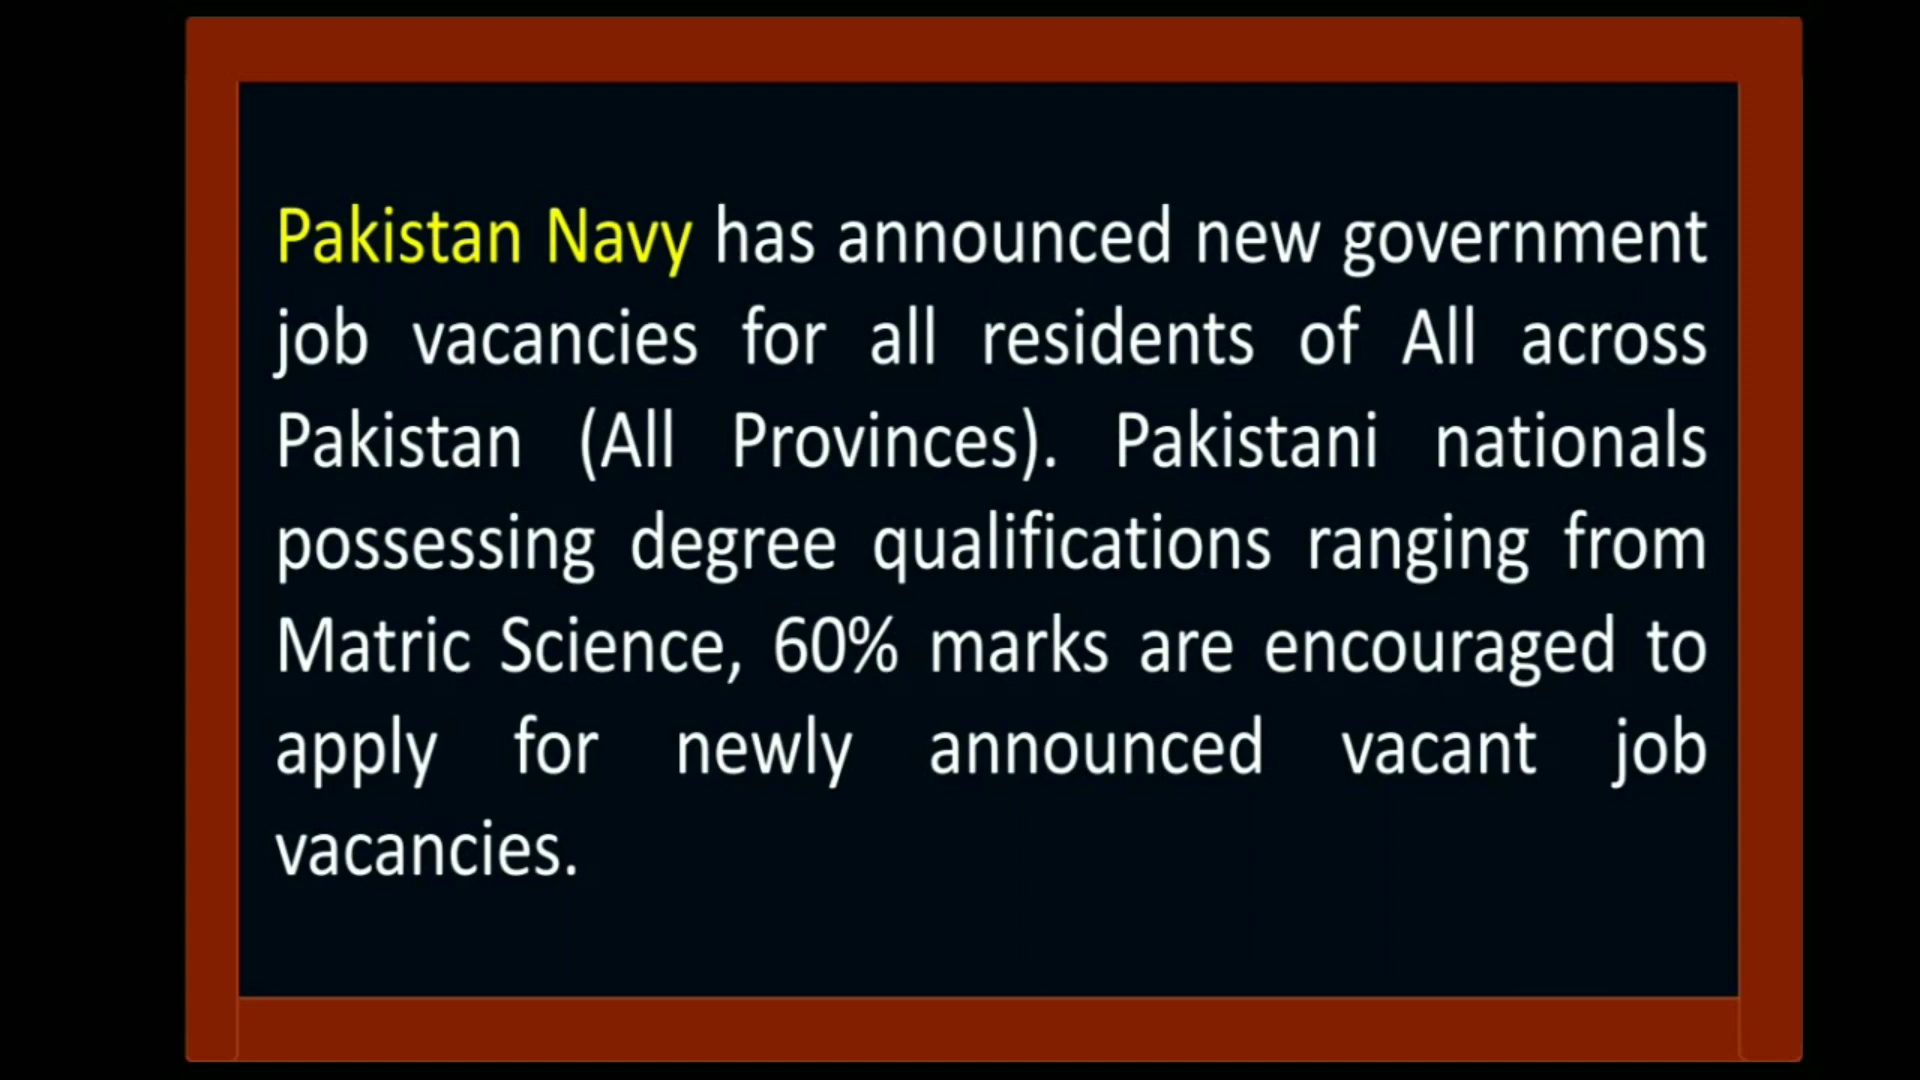 Pakistan Navy has announced new government
job vacancies for all residents of All across
Pakistan (All Provinces). Pakistani nationals
possessing degree qualifications ranging from
Matric Science, 60% marks are encouraged to
apply for newly announced vacant job
vacancies.